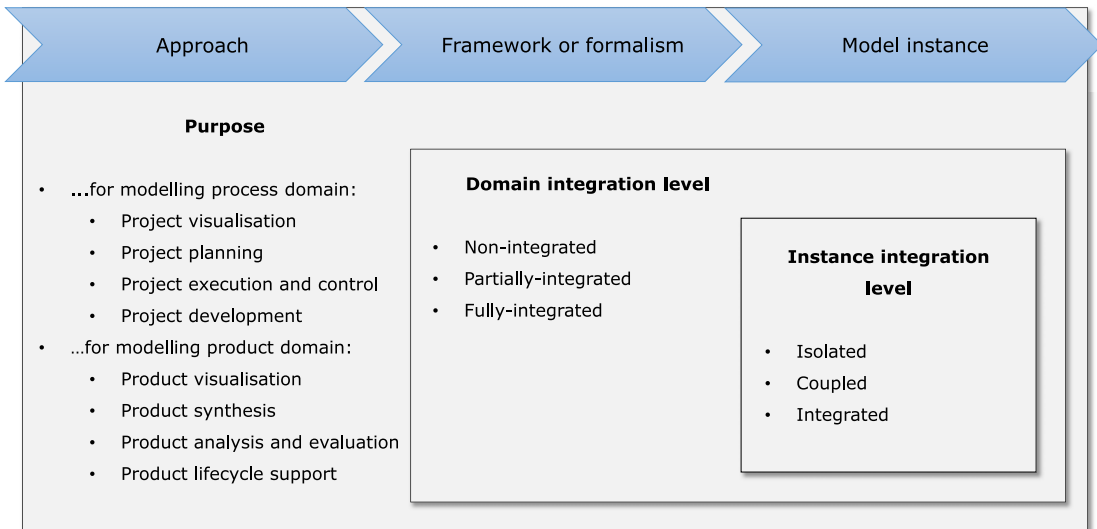 Approach
Framework or formalism
Model instance
Purpose
• ...for modelling process domain:
• Project visualisation
• Project planning
• Project execution and control
• Project development
• ...for modelling product domain:
• Product visualisation
• Product synthesis
• Product analysis and evaluation
• Product lifecycle support
Domain integration level
• Non-integrated
• Partially-integrated
• Fully-integrated
Instance integration
level
• Isolated
• Coupled
• Integrated